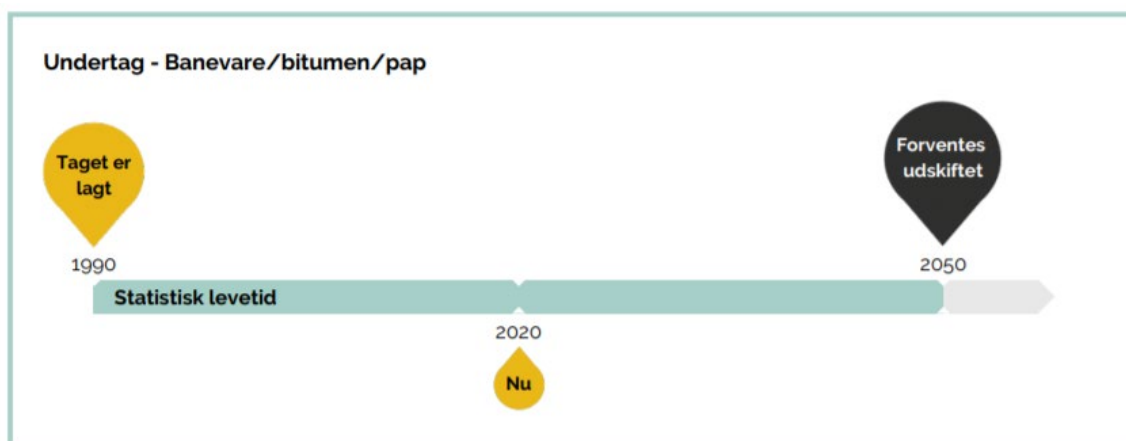 Undertag - Banevare/bitumen/pap
Taget er
lagt
Forventes
udskiftet
1990
2050
Statistisk levetid
2020
Nu